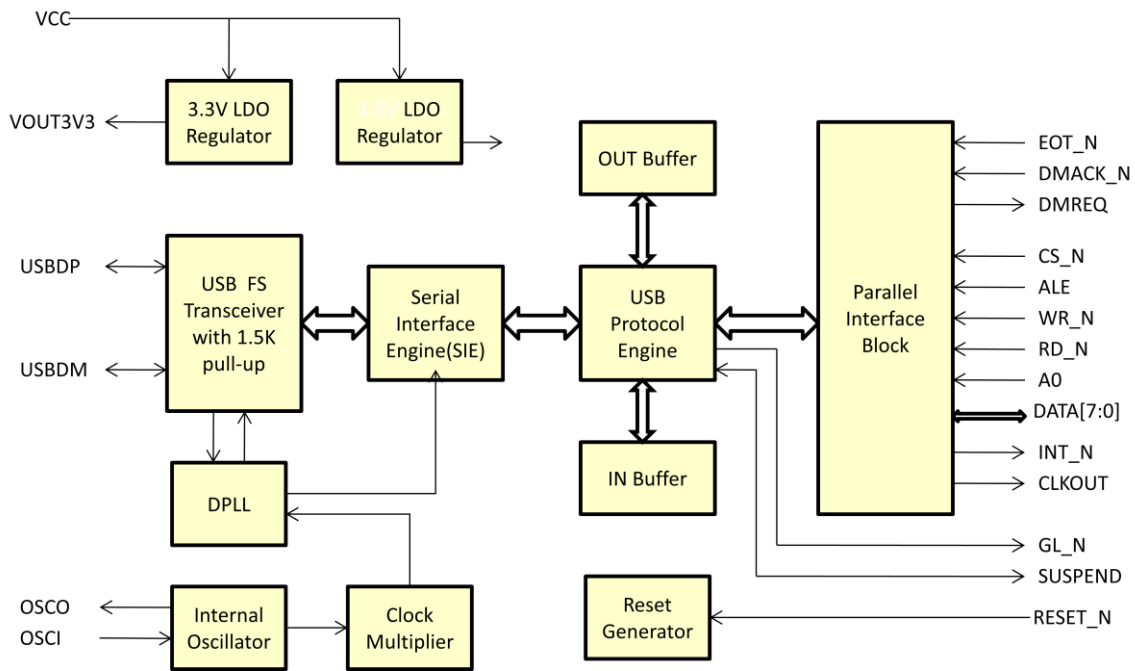 VCC
3.3V LDO
Regulator
1.8V LDO
Regulator
VOUT3V3
OUT Buffer
EOT_N
DMACK_N
DMREQ
USBDP
USBDM
USB FS
Transceiver
with 1.5K
pull-up
Serial
Interface
Engine(SIE)
USB
Protocol
Engine
Parallel
Interface
Block
CS_N
ALE
WR_N
RD_N
A0
DATA[7:0]
INT_N
CLKOUT
DPLL
IN Buffer
GL_N
SUSPEND
OSCO
OSCI
Internal
Oscillator
Clock
Multiplier
Reset
Generator
RESET_N